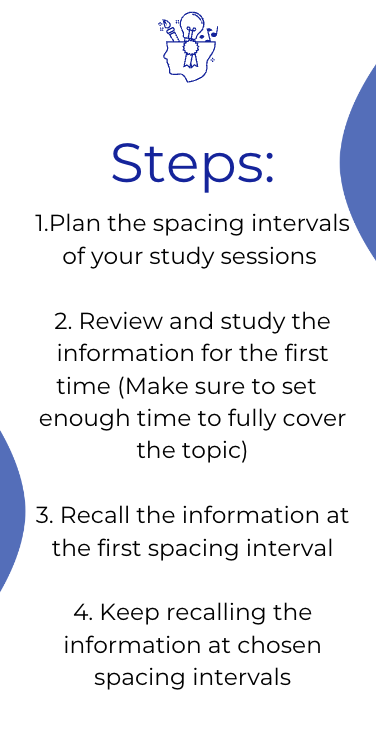 Steps:
1.Plan the spacing intervals
of your study sessions
2. Review and study the
information for the first
time (Make sure to set
enough time to fully cover
the topic)
3. Recall the information at
the first spacing interval
4. Keep recalling the
information at chosen
spacing intervals